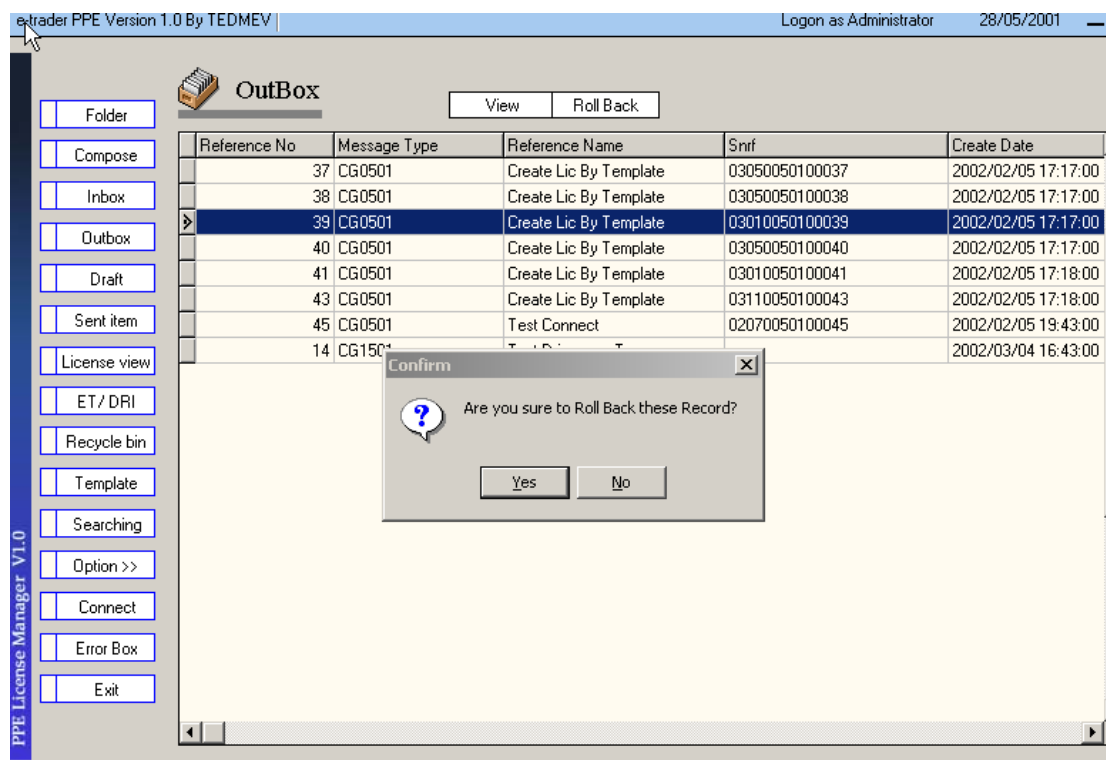 e-trader PPE Version 1.0 By TEDMEV Logon as Administrator 28/05/2001
OutBox
View Roll Back
Folder
Compose
Inbox
Outbox
Draft
Sent item
License view
ET / DRI
Recycle bin
Template
Searching
Option >>
Connect
Error Box
Exit
PPE License Manager V1.0
Reference No Message Type Reference Name Snrf Create Date
37 CG0501 Create Lic By Template 03050050100037 2002/02/05 17:17:00
38 CG0501 Create Lic By Template 03050050100038 2002/02/05 17:17:00
39 CG0501 Create Lic By Template 03010050100039 2002/02/05 17:17:00
40 CG0501 Create Lic By Template 03050050100040 2002/02/05 17:17:00
41 CG0501 Create Lic By Template 03010050100041 2002/02/05 17:18:00
43 CG0501 Create Lic By Template 03110050100043 2002/02/05 17:18:00
45 CG0501 Test Connect 02070050100045 2002/02/05 19:43:00
14 CG1501 2002/03/04 16:43:00
Confirm
Are you sure to Roll Back these Record?
Yes No